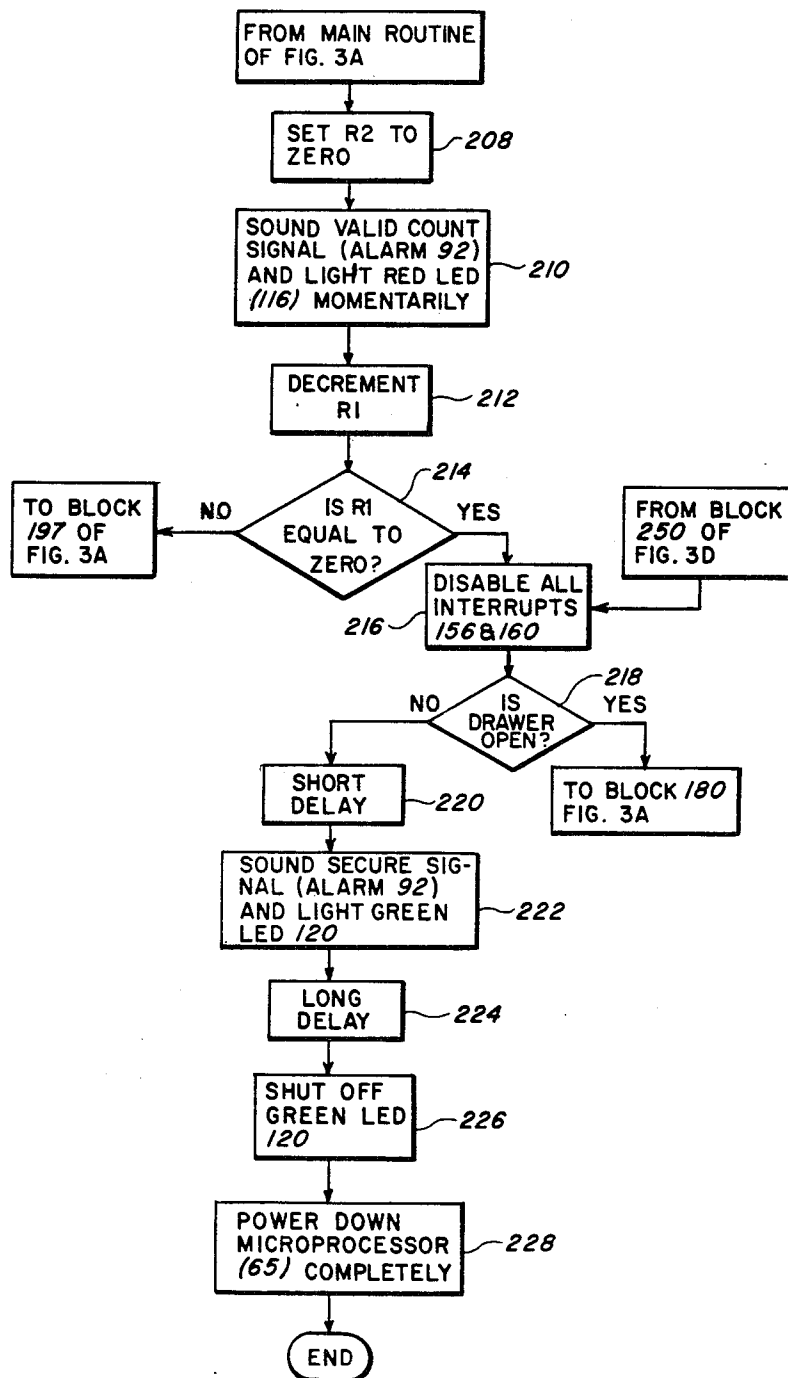 FROM MAIN ROUTINE
OF FIG. 3A
SET R2 TO
ZERO
208
SOUND VALID COUNT
SIGNAL (ALARM 92)
AND LIGHT RED LED
(116) MOMENTARILY
210
DECREMENT
R1
212
214
IS R1
EQUAL TO
ZERO?
NO
YES
TO BLOCK
197 OF
FIG. 3A
FROM BLOCK
250 OF
FIG. 3D
DISABLE ALL
INTERRUPTS
156 & 160
216
218
IS
DRAWER
OPEN?
NO
YES
SHORT
DELAY
220
TO BLOCK 180
FIG. 3A
SOUND SECURE SIG-
NAL (ALARM 92)
AND LIGHT GREEN
LED 120
222
LONG
DELAY
224
SHUT OFF
GREEN LED
120
226
POWER DOWN
MICROPROCESSOR
(65) COMPLETELY
228
END